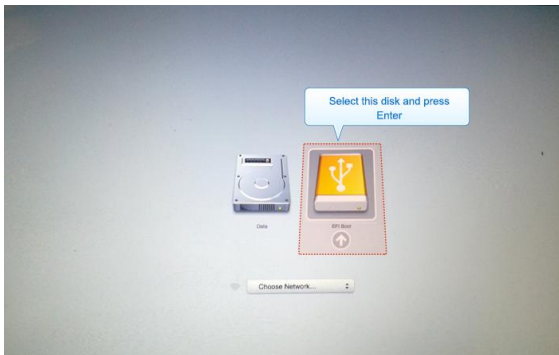 Select this disk and press
Enter
Data
EFI Boot
Choose Network...